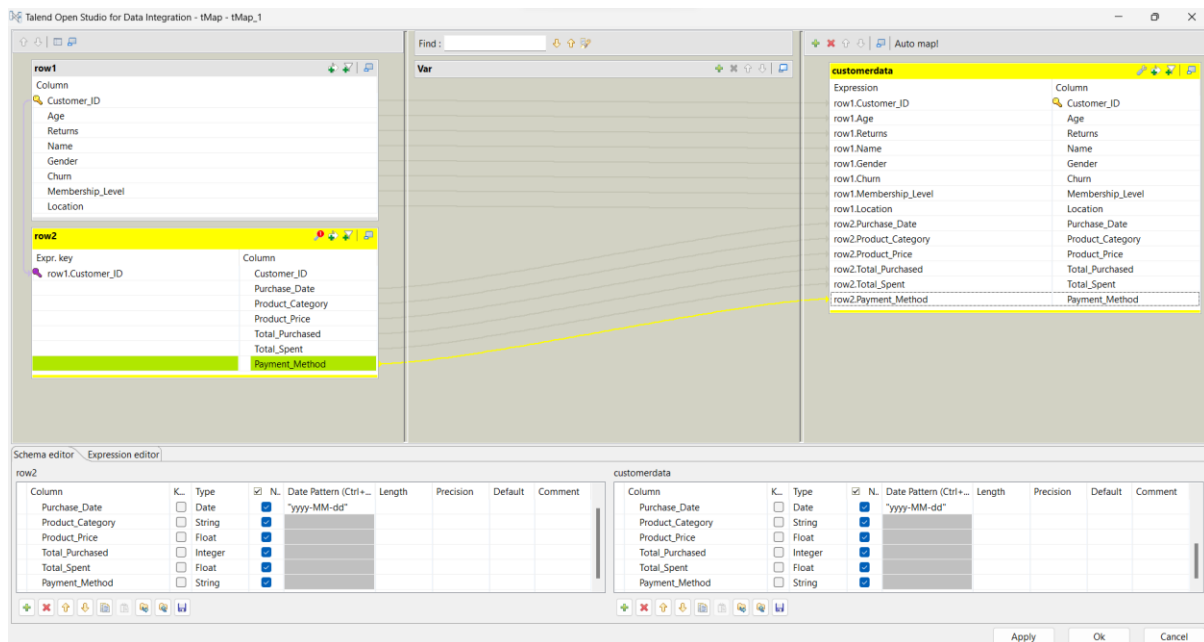 Talend Open Studio for Data Integration - tMap - tMap_1
Find :
Auto map!
row1
Column
Customer_ID
Age
Returns
Name
Gender
Churn
Membership_Level
Location
row2
Expr. key Column
row1.Customer_ID Customer_ID
Purchase_Date
Product_Category
Product_Price
Total_Purchased
Total_Spent
Payment_Method
Var
customerdata
Expression Column
row1.Customer_ID Customer_ID
row1.Age Age
row1.Returns Returns
row1.Name Name
row1.Gender Gender
row1.Churn Churn
row1.Membership_Level Membership_Level
row1.Location Location
row2.Purchase_Date Purchase_Date
row2.Product_Category Product_Category
row2.Product_Price Product_Price
row2.Total_Purchased Total_Purchased
row2.Total_Spent Total_Spent
row2.Payment_Method Payment_Method
Schema editor Expression editor
row2
Column K... Type N.. Date Pattern (Ctrl+... Length Precision Default Comment
Purchase_Date Date "yyyy-MM-dd"
Product_Category String
Product_Price Float
Total_Purchased Integer
Total_Spent Float
Payment_Method String
customerdata
Column K... Type N.. Date Pattern (Ctrl+... Length Precision Default Comment
Purchase_Date Date "yyyy-MM-dd"
Product_Category String
Product_Price Float
Total_Purchased Integer
Total_Spent Float
Payment_Method String
Apply Ok Cancel